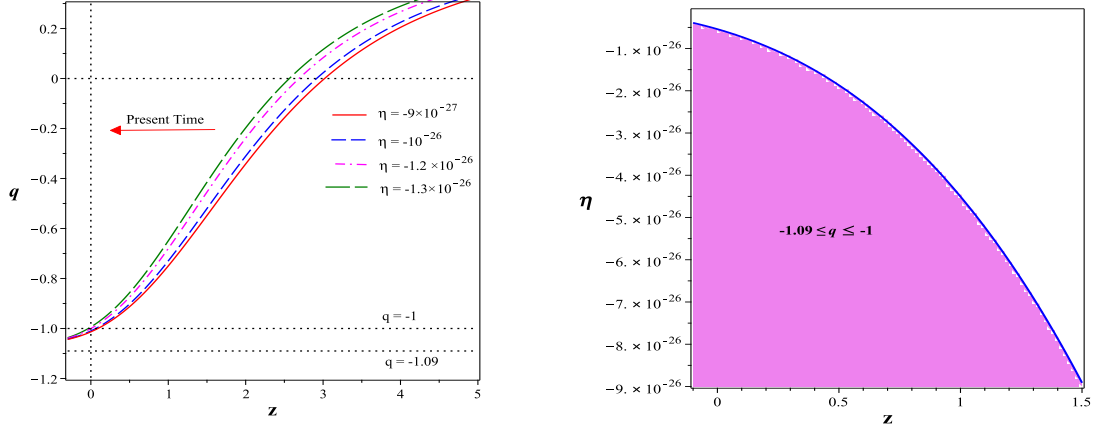 0.2
0
−0.2
−0.4
−0.6
−0.8
−1.0
−1.2
q
Present Time
η = -9×10⁻²⁷
η = -10⁻²⁶
η = -1.2 ×10⁻²⁶
η = -1.3×10⁻²⁶
q = -1
q = -1.09
0 1 2 3 4 5
z
−1. × 10⁻²⁶
−2. × 10⁻²⁶
−3. × 10⁻²⁶
−4. × 10⁻²⁶
−5. × 10⁻²⁶
−6. × 10⁻²⁶
−7. × 10⁻²⁶
−8. × 10⁻²⁶
−9. × 10⁻²⁶
η
-1.09 ≤ q ≤ -1
0 0.5 1 1.5
z